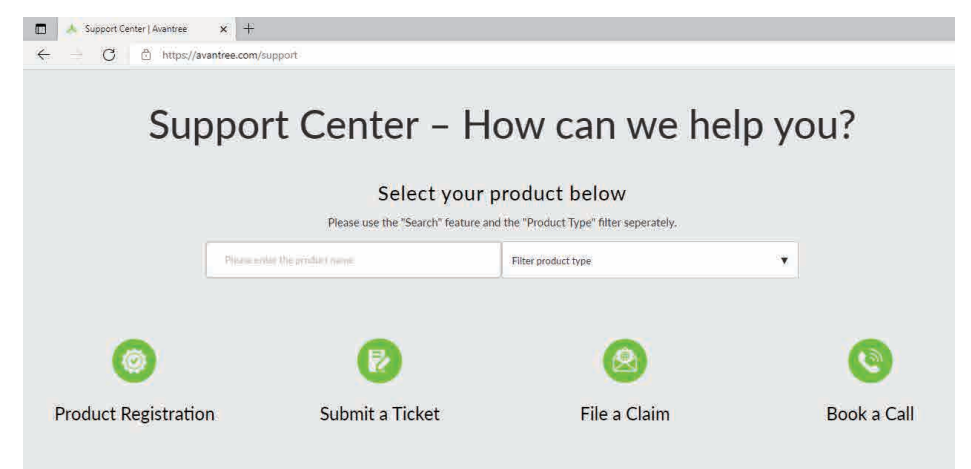 Support Center | Avantree
https://avantree.com/support
Support Center – How can we help you?
Select your product below
Please use the "Search" feature and the "Product Type" filter seperately.
Please enter the product name
Filter product type
Product Registration
Submit a Ticket
File a Claim
Book a Call